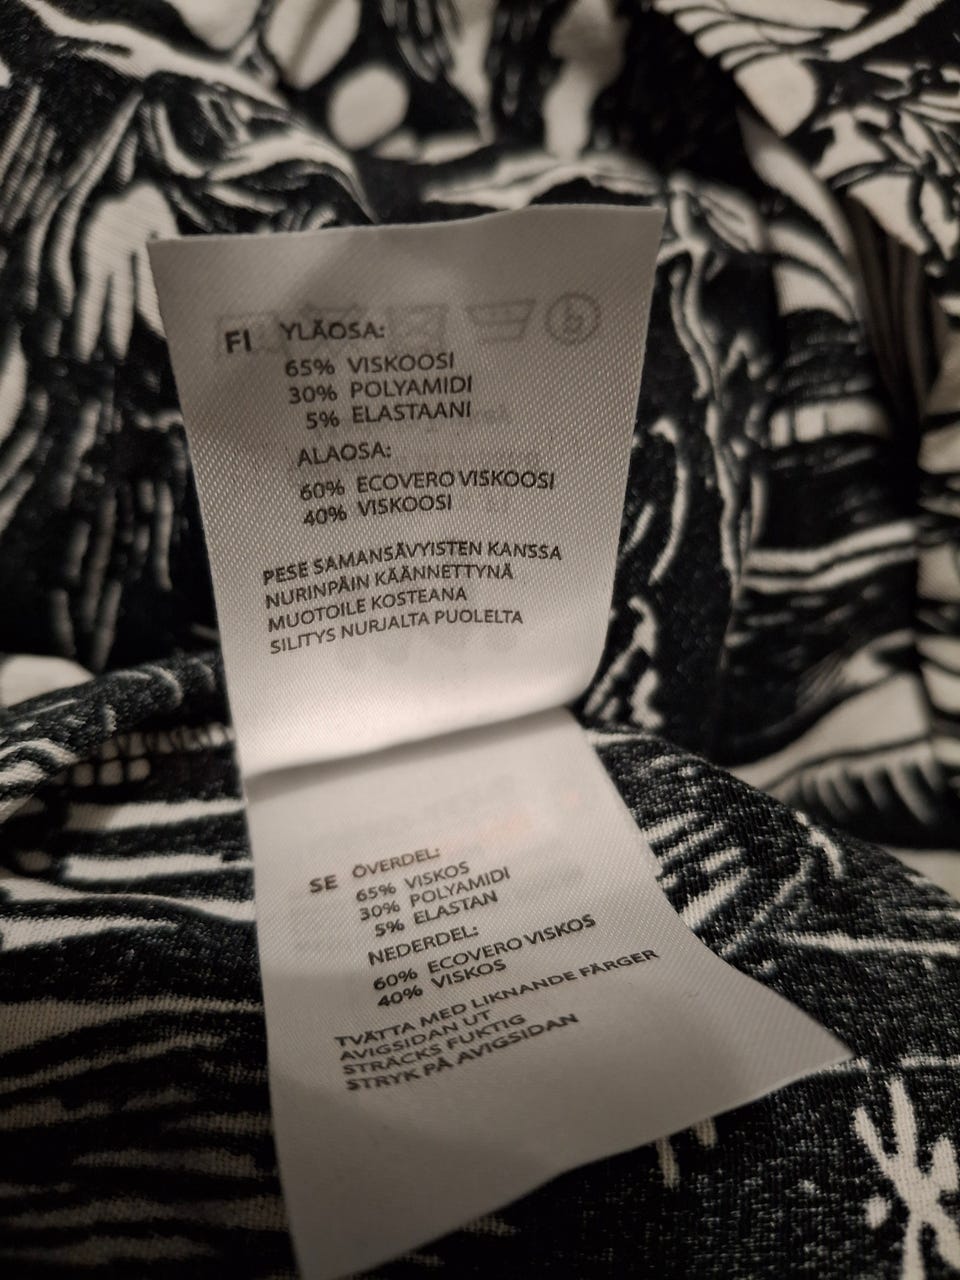 FI YLÄOSA:
65% VISKOOSI
30% POLYAMIDI
5% ELASTAANI
ALAOSA:
60% ECOVERO VISKOOSI
40% VISKOOSI
PESE SAMANSÄVYISTEN KANSSA
NURINPÄIN KÄÄNNETTYNÄ
MUOTOILE KOSTEANA
SILITYS NURJALTA PUOLELTA
SE ÖVERDEL:
65% VISKOS
30% POLYAMIDI
5% ELASTAN
NEDERDEL:
60% ECOVERO VISKOS
40% VISKOS
TVÄTTA MED LIKNANDE FÄRGER
AVIGSIDAN UT
STRÄCKS FUKTIG
STRYK PÅ AVIGSIDAN